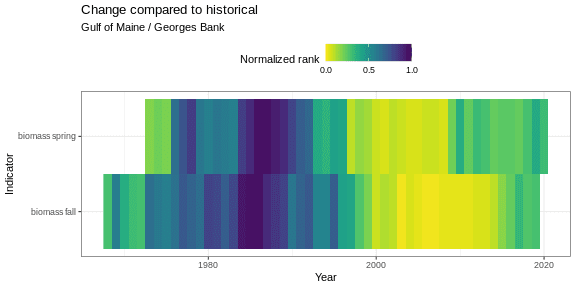 Change compared to historical
Gulf of Maine / Georges Bank
Normalized rank
0.0 0.5 1.0
biomass spring
biomass fall
Indicator
1980 2000 2020
Year